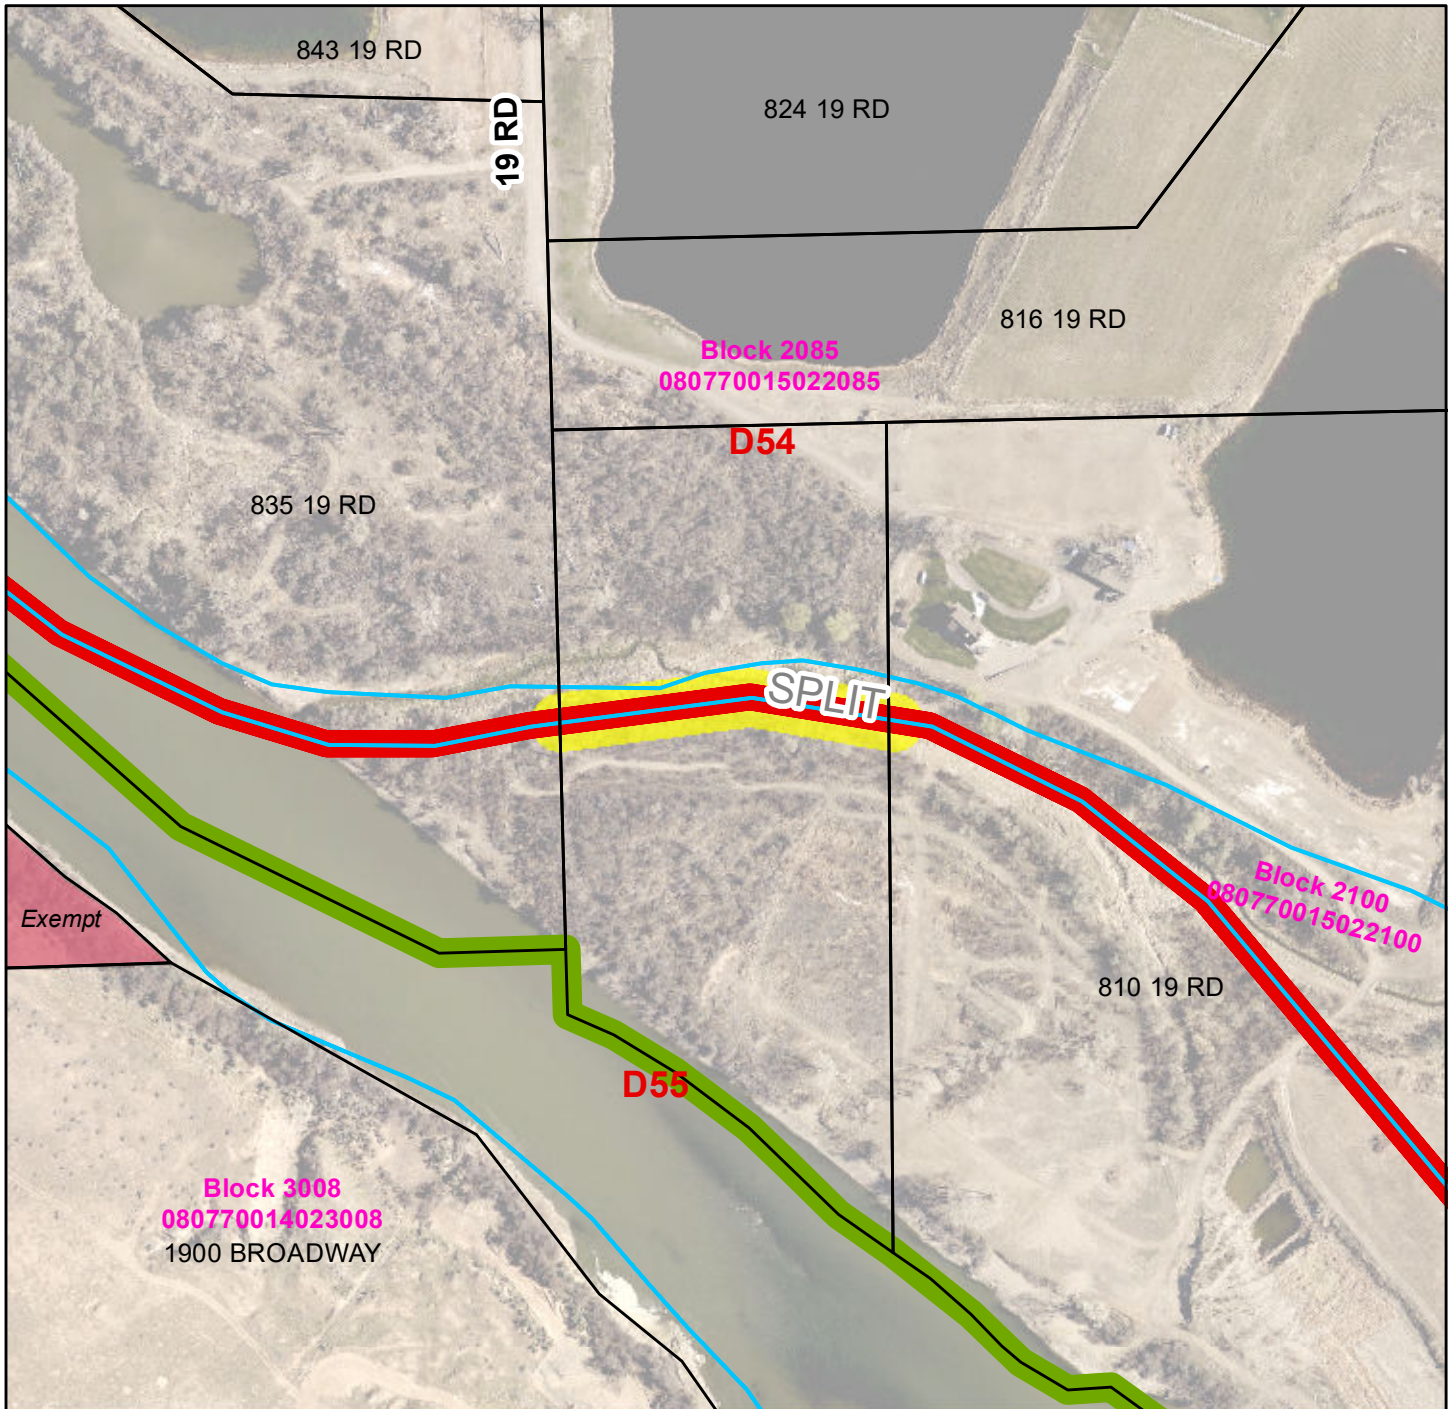 843 19 RD
19 RD
824 19 RD
816 19 RD
Block 2085
080770015022085
D54
835 19 RD
SPLIT
Block 2100
080770015022100
Exempt
810 19 RD
D55
Block 3008
080770014023008
1900 BROADWAY